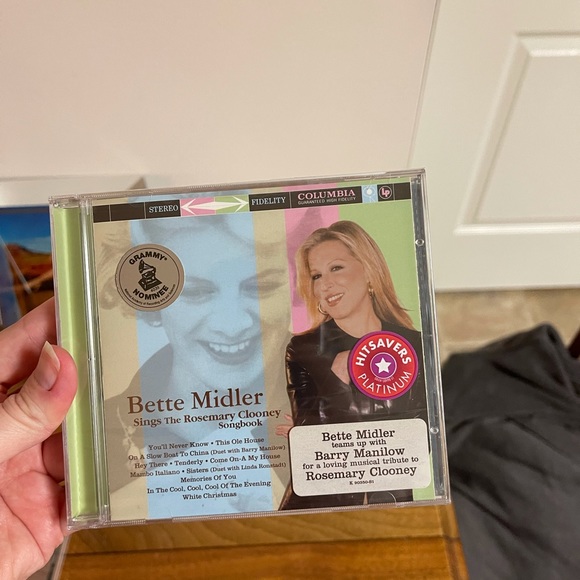 STEREO FIDELITY COLUMBIA
GUARANTEED HIGH FIDELITY
LP
GRAMMY®
NOMINEE
HITSAVERS
PLATINUM
Bette Midler
Sings The Rosemary Clooney
Songbook
You'll Never Know • This Ole House
On A Slow Boat To China (Duet with Barry Manilow)
Hey There • Tenderly • Come On-A My House
Mambo Italiano • Sisters (Duet with Linda Ronstadt)
Memories Of You
In The Cool, Cool, Cool Of The Evening
White Christmas
Bette Midler
teams up with
Barry Manilow
for a loving musical tribute to
Rosemary Clooney